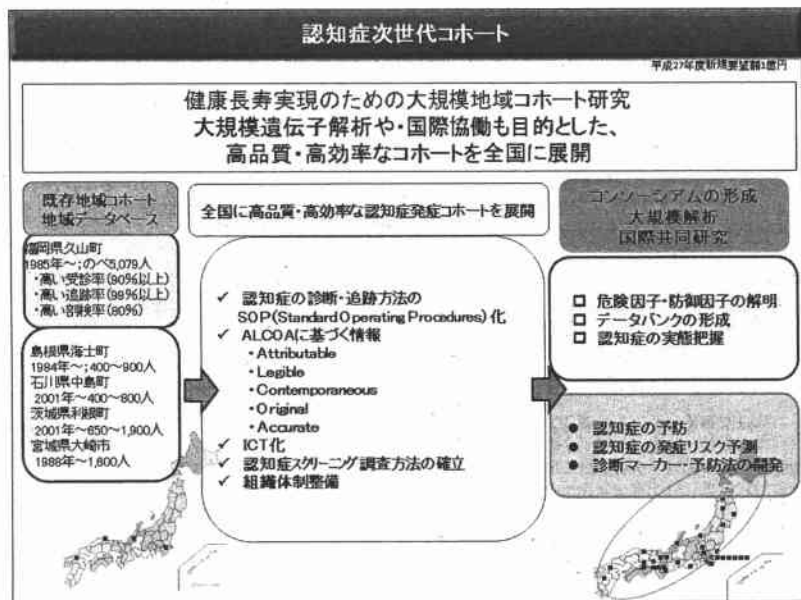 認知症次世代コホート
平成27年度新規要望額1億円
健康長寿実現のための大規模地域コホート研究
大規模遺伝子解析や・国際協働も目的とした、
高品質・高効率なコホートを全国に展開
既存地域コホート
地域データベース
福岡県久山町
1985年～;のべ5,079人
・高い受診率(90%以上)
・高い追跡率(99%以上)
・高い剖検率(80%)
島根県海士町
1984年～;400～900人
石川県中島町
2001年～400～800人
茨城県利根町
2001年～650～1,900人
宮城県大崎市
1988年～1,800人
全国に高品質・高効率な認知症発症コホートを展開
✓ 認知症の診断・追跡方法の
SOP(Standard Operating Procedures)化
✓ ALCOAに基づく情報
・Attributable
・Legible
・Contemporaneous
・Original
・Accurate
✓ ICT化
✓ 認知症スクリーニング調査方法の確立
✓ 組織体制整備
コンソーシアムの形成
大規模解析
国際共同研究
□ 危険因子・防御因子の解明
□ データバンクの形成
□ 認知症の実態把握
● 認知症の予防
● 認知症の発症リスク予測
● 診断マーカー・予防法の開発